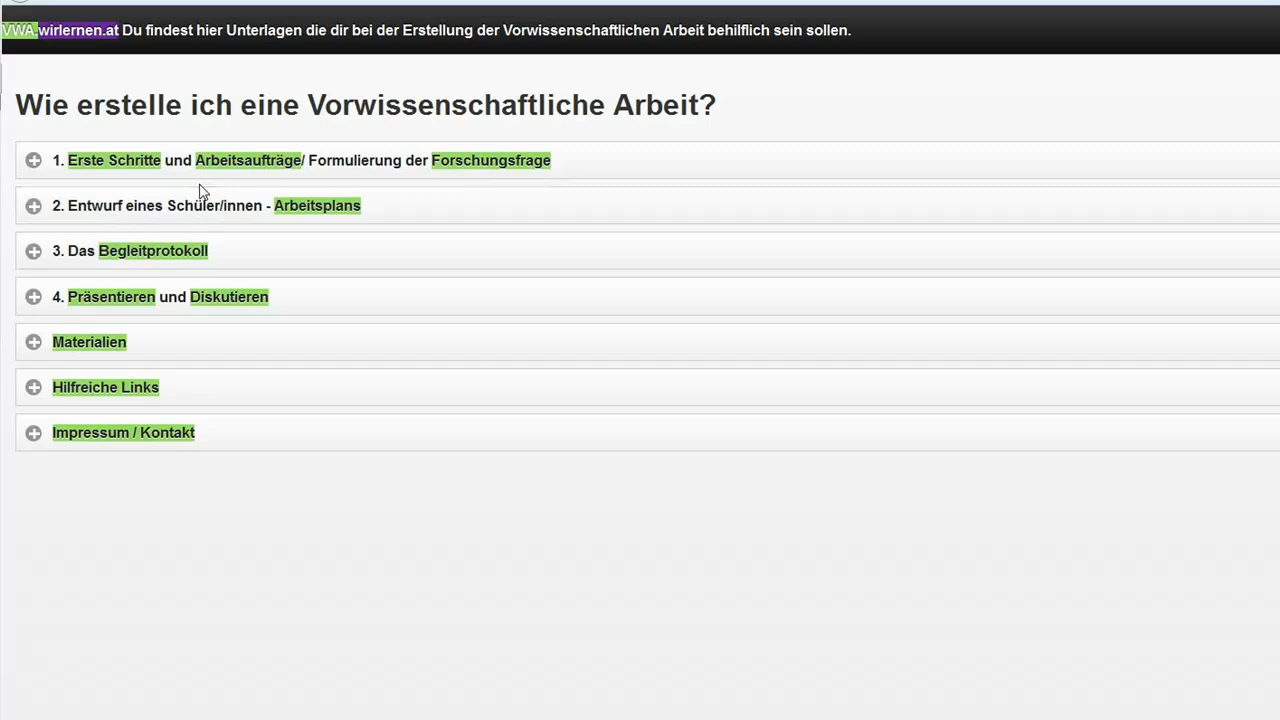 VWA.wirlernen.at Du findest hier Unterlagen die dir bei der Erstellung der Vorwissenschaftlichen Arbeit behilflich sein sollen.
Wie erstelle ich eine Vorwissenschaftliche Arbeit?
1. Erste Schritte und Arbeitsaufträge/ Formulierung der Forschungsfrage
2. Entwurf eines Schüler/innen - Arbeitsplans
3. Das Begleitprotokoll
4. Präsentieren und Diskutieren
Materialien
Hilfreiche Links
Impressum / Kontakt